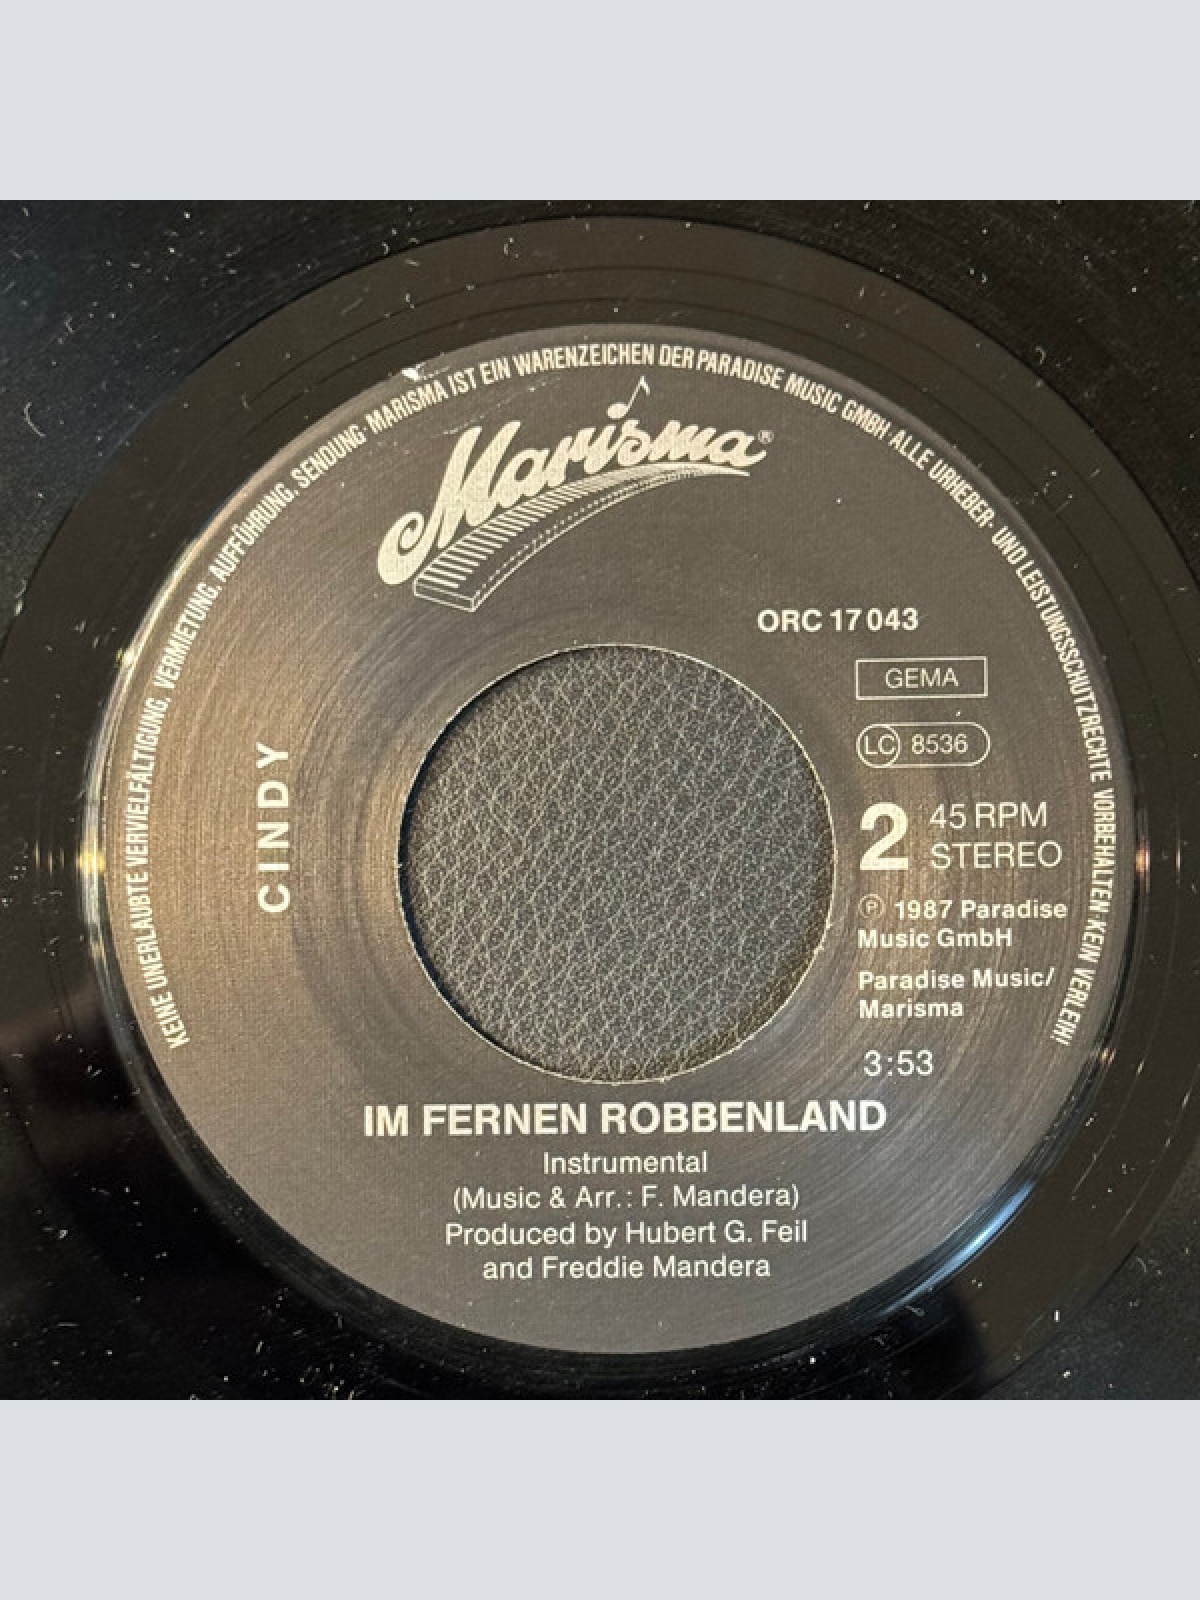 KEINE UNERLAUBTE VERVIELFÄLTIGUNG, VERMIETUNG, AUFFÜHRUNG, SENDUNG· MARISMA IST EIN WARENZEICHEN DER PARADISE MUSIC GMBH· ALLE URHEBER- UND LEISTUNGSSCHUTZRECHTE VORBEHALTEN· KEIN VERLEIH!
Marisma®
ORC 17 043
GEMA
LC 8536
CINDY
2 45 RPM
STEREO
℗ 1987 Paradise
Music GmbH
Paradise Music/
Marisma
3:53
IM FERNEN ROBBENLAND
Instrumental
(Music & Arr.: F. Mandera)
Produced by Hubert G. Feil
and Freddie Mandera